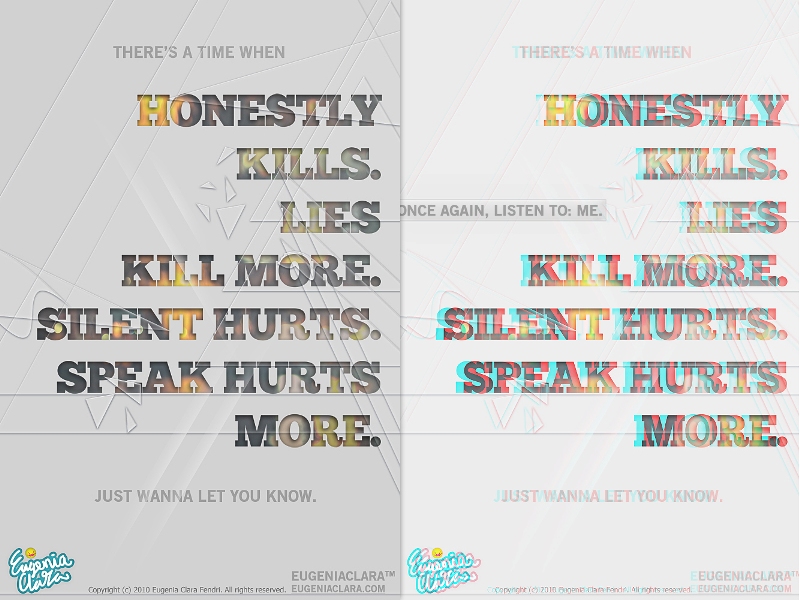 THERE'S A TIME WHEN
HONESTLY
KILLS.
LIES
KILL MORE.
SILENT HURTS.
SPEAK HURTS
MORE.
JUST WANNA LET YOU KNOW.
Eugenia
Clara
EUGENIACLARA™
EUGENIACLARA.COM
Copyright (c) 2010 Eugenia Clara Fendri. All rights reserved.
THERE'S A TIME WHEN
HONESTLY
KILLS.
ONCE AGAIN, LISTEN TO: ME.
LIES
KILL MORE.
SILENT HURTS.
SPEAK HURTS
MORE.
JUST WANNA LET YOU KNOW.
Eugenia
Clara
EUGENIACLARA™
EUGENIACLARA.COM
Copyright (c) 2010 Eugenia Clara Fendri. All rights reserved.